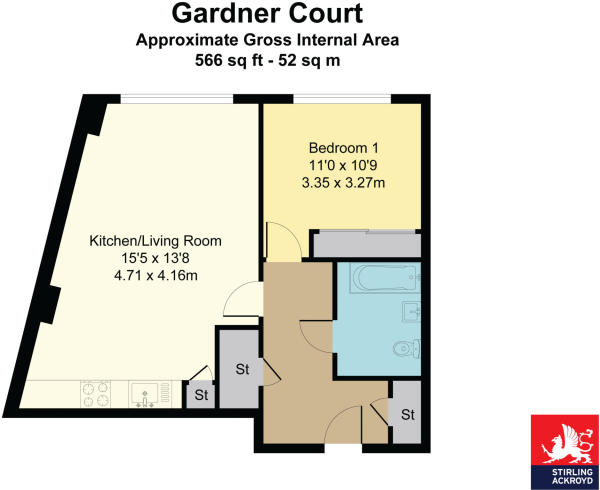 Gardner Court
Approximate Gross Internal Area
566 sq ft - 52 sq m
Bedroom 1
11'0 x 10'9
3.35 x 3.27m
Kitchen/Living Room
15'5 x 13'8
4.71 x 4.16m
St
St
St
STIRLING
ACKROYD